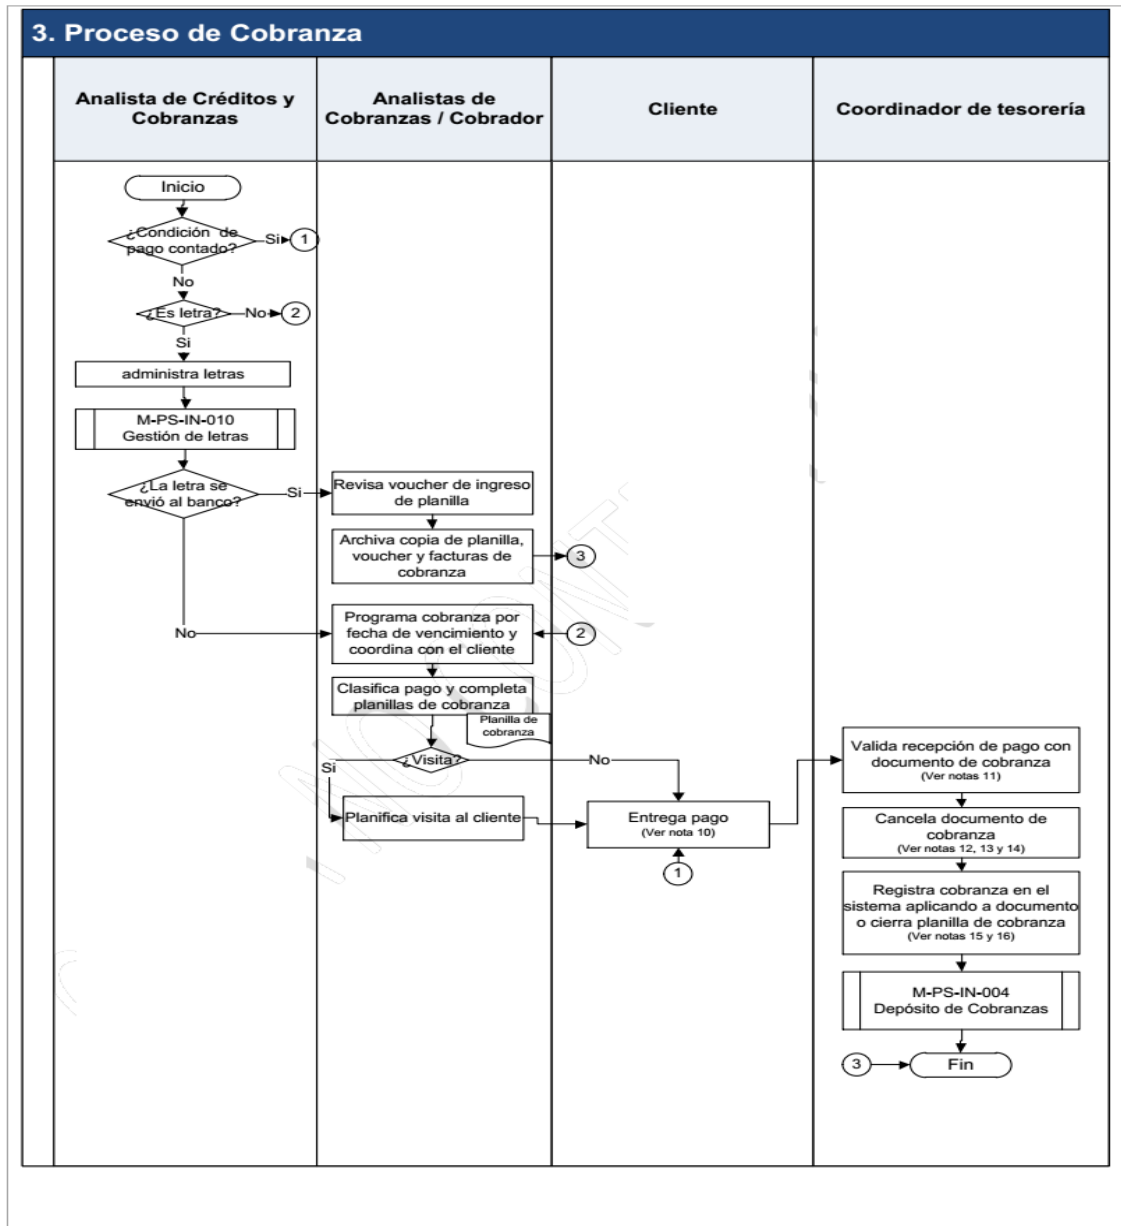 3. Proceso de Cobranza
Analista de Créditos y
Cobranzas
Analistas de
Cobranzas / Cobrador
Cliente
Coordinador de tesorería
Inicio
¿Condición de
pago contado?
Si
1
No
¿Es letra?
No
2
Si
administra letras
M-PS-IN-010
Gestión de letras
¿La letra se
envió al banco?
Si
Revisa voucher de ingreso
de planilla
Archiva copia de planilla,
voucher y facturas de
cobranza
3
No
Programa cobranza por
fecha de vencimiento y
coordina con el cliente
2
Clasifica pago y completa
planillas de cobranza
Planilla de
cobranza
¿Visita?
Si
No
Planifica visita al cliente
Entrega pago
(Ver nota 10)
1
Valida recepción de pago con
documento de cobranza
(Ver notas 11)
Cancela documento de
cobranza
(Ver notas 12, 13 y 14)
Registra cobranza en el
sistema aplicando a documento
o cierra planilla de cobranza
(Ver notas 15 y 16)
M-PS-IN-004
Depósito de Cobranzas
3
Fin